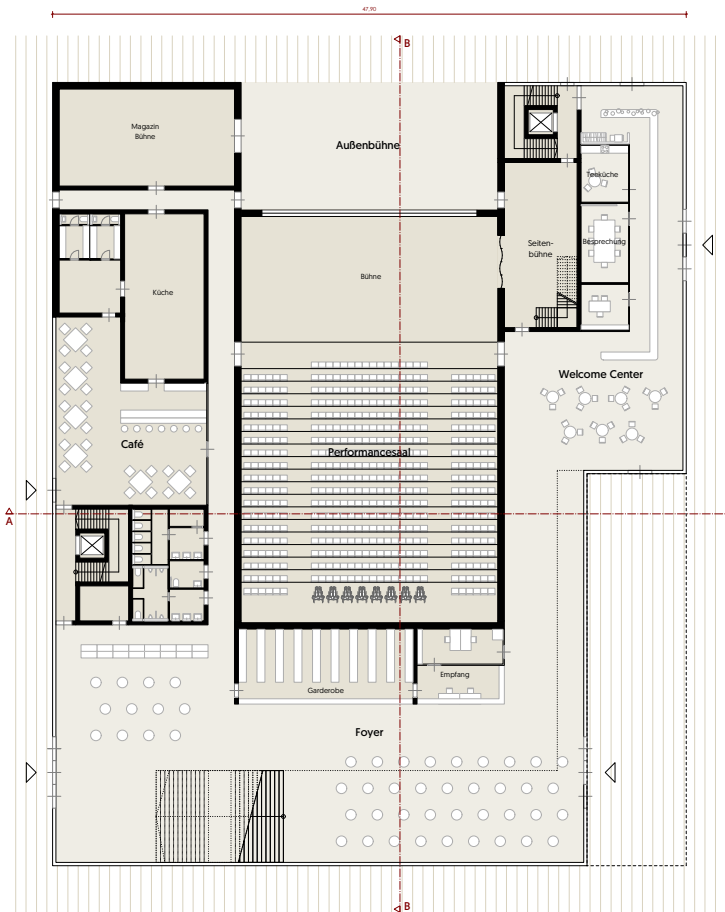 47.90
B
Magazin
Bühne
Außenbühne
Teeküche
Seiten-
bühne
Besprechung
Bühne
Küche
Welcome Center
Café
Performancesaal
A
Empfang
Garderobe
Foyer
B